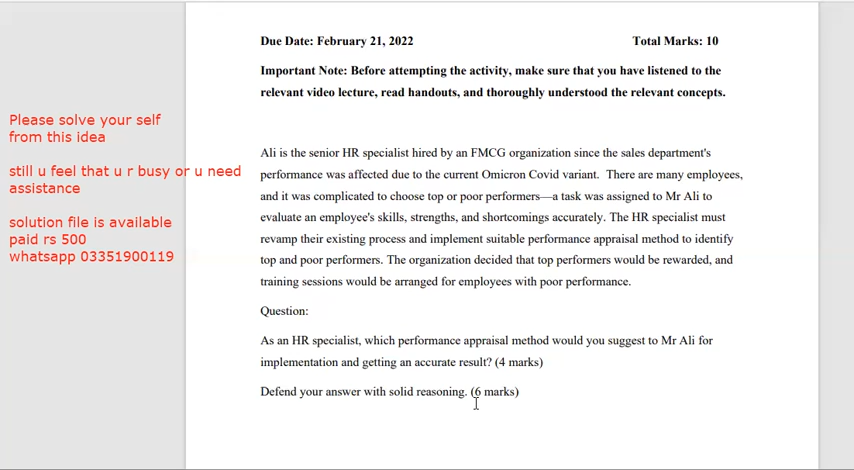 Due Date: February 21, 2022 Total Marks: 10
Important Note: Before attempting the activity, make sure that you have listened to the
relevant video lecture, read handouts, and thoroughly understood the relevant concepts.
Please solve your self
from this idea
still u feel that u r busy or u need
assistance
solution file is available
paid rs 500
whatsapp 03351900119
Ali is the senior HR specialist hired by an FMCG organization since the sales department's
performance was affected due to the current Omicron Covid variant. There are many employees,
and it was complicated to choose top or poor performers—a task was assigned to Mr Ali to
evaluate an employee's skills, strengths, and shortcomings accurately. The HR specialist must
revamp their existing process and implement suitable performance appraisal method to identify
top and poor performers. The organization decided that top performers would be rewarded, and
training sessions would be arranged for employees with poor performance.
Question:
As an HR specialist, which performance appraisal method would you suggest to Mr Ali for
implementation and getting an accurate result? (4 marks)
Defend your answer with solid reasoning. (6 marks)